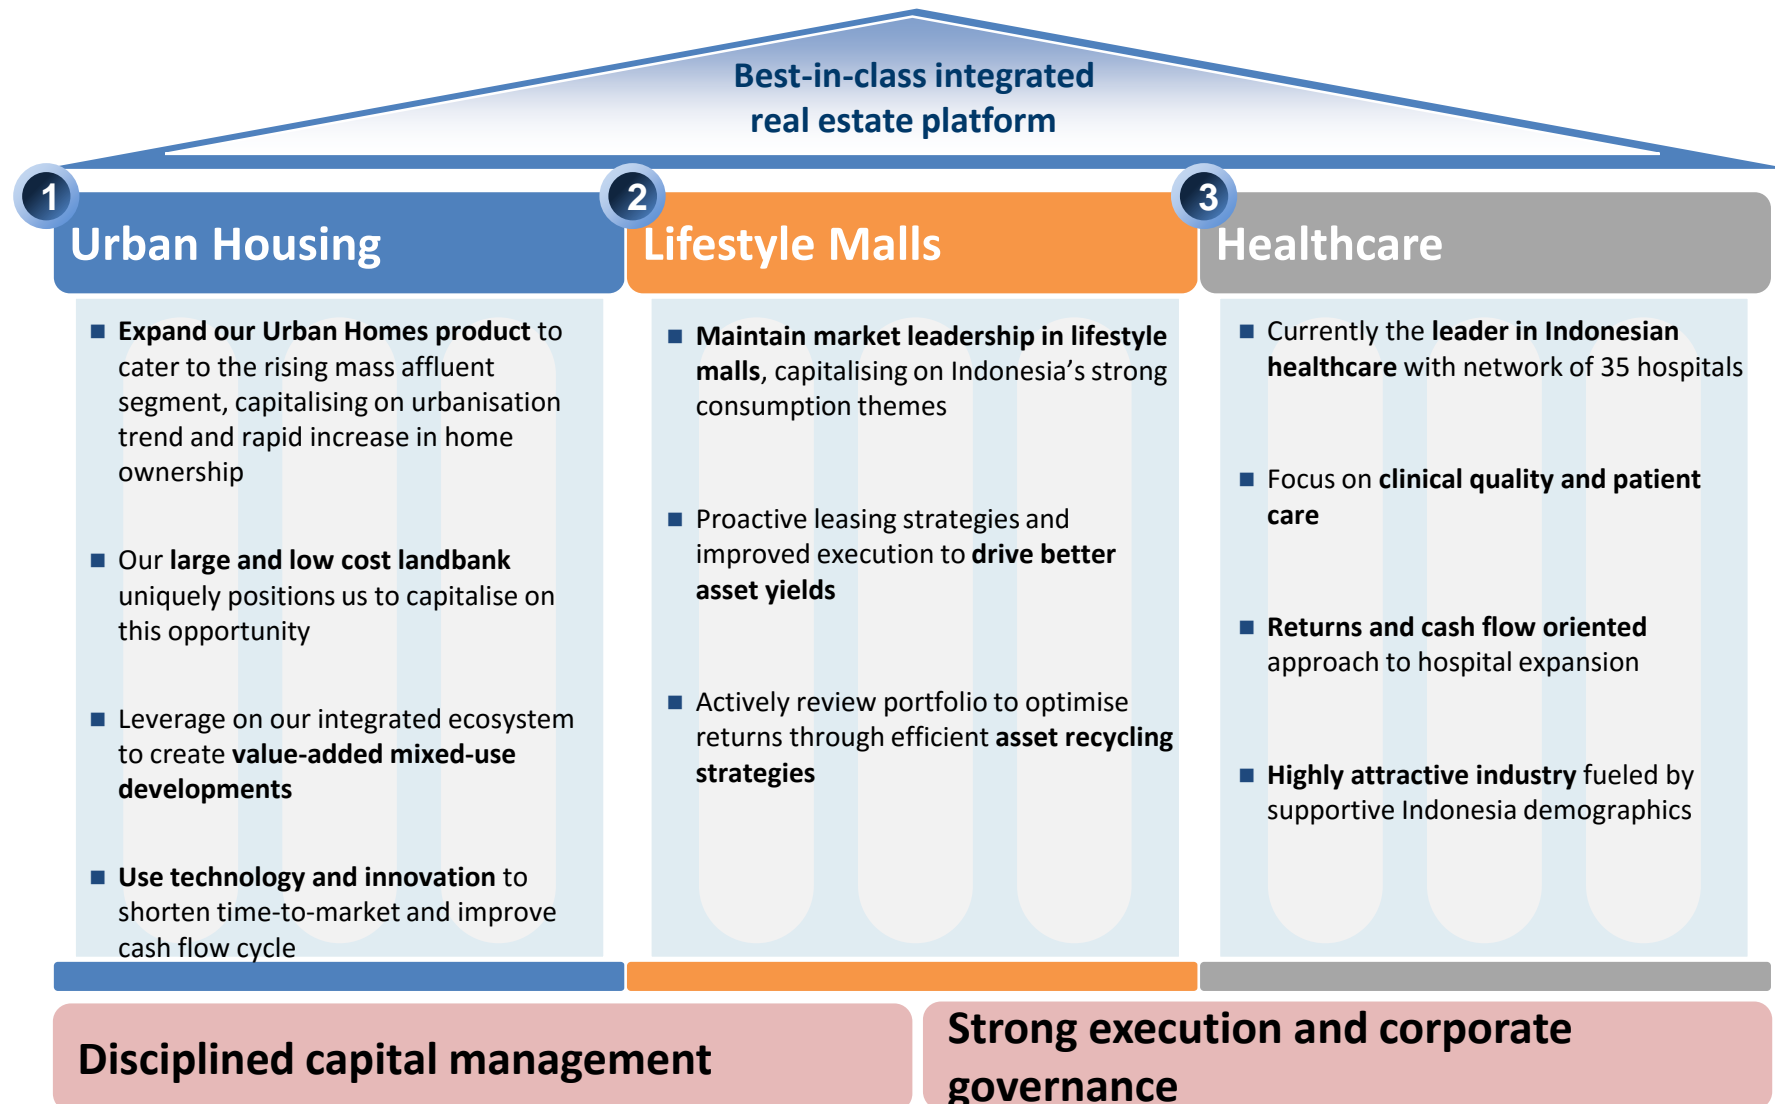 Best-in-class integrated
real estate platform
1
Urban Housing
■ Expand our Urban Homes product to
cater to the rising mass affluent
segment, capitalising on urbanisation
trend and rapid increase in home
ownership
■ Our large and low cost landbank
uniquely positions us to capitalise on
this opportunity
■ Leverage on our integrated ecosystem
to create value-added mixed-use
developments
■ Use technology and innovation to
shorten time-to-market and improve
cash flow cycle
2
Lifestyle Malls
■ Maintain market leadership in lifestyle
malls, capitalising on Indonesia’s strong
consumption themes
■ Proactive leasing strategies and
improved execution to drive better
asset yields
■ Actively review portfolio to optimise
returns through efficient asset recycling
strategies
3
Healthcare
■ Currently the leader in Indonesian
healthcare with network of 35 hospitals
■ Focus on clinical quality and patient
care
■ Returns and cash flow oriented
approach to hospital expansion
■ Highly attractive industry fueled by
supportive Indonesia demographics
Disciplined capital management
Strong execution and corporate
governance